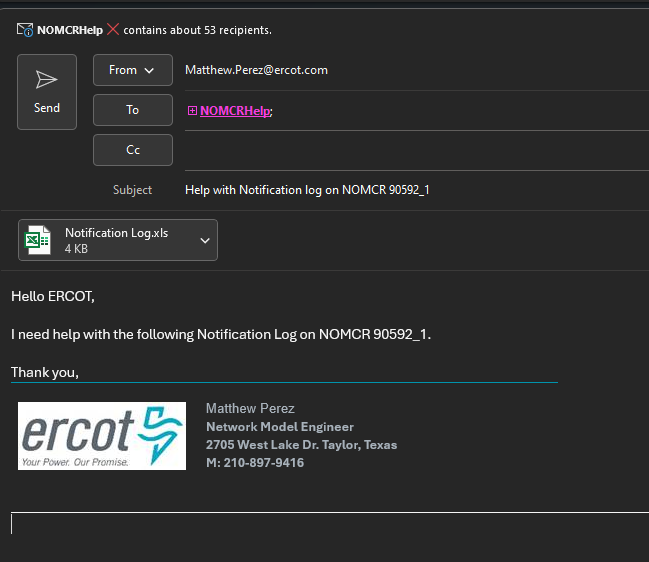 NOMCRHelp contains about 53 recipients.
From
Matthew.Perez@ercot.com
Send
To
NOMCRHelp;
Cc
Subject
Help with Notification log on NOMCR 90592_1
Notification Log.xls
4 KB
Hello ERCOT,
I need help with the following Notification Log on NOMCR 90592_1.
Thank you,
ercot
Your Power. Our Promise.
Matthew Perez
Network Model Engineer
2705 West Lake Dr. Taylor, Texas
M: 210-897-9416